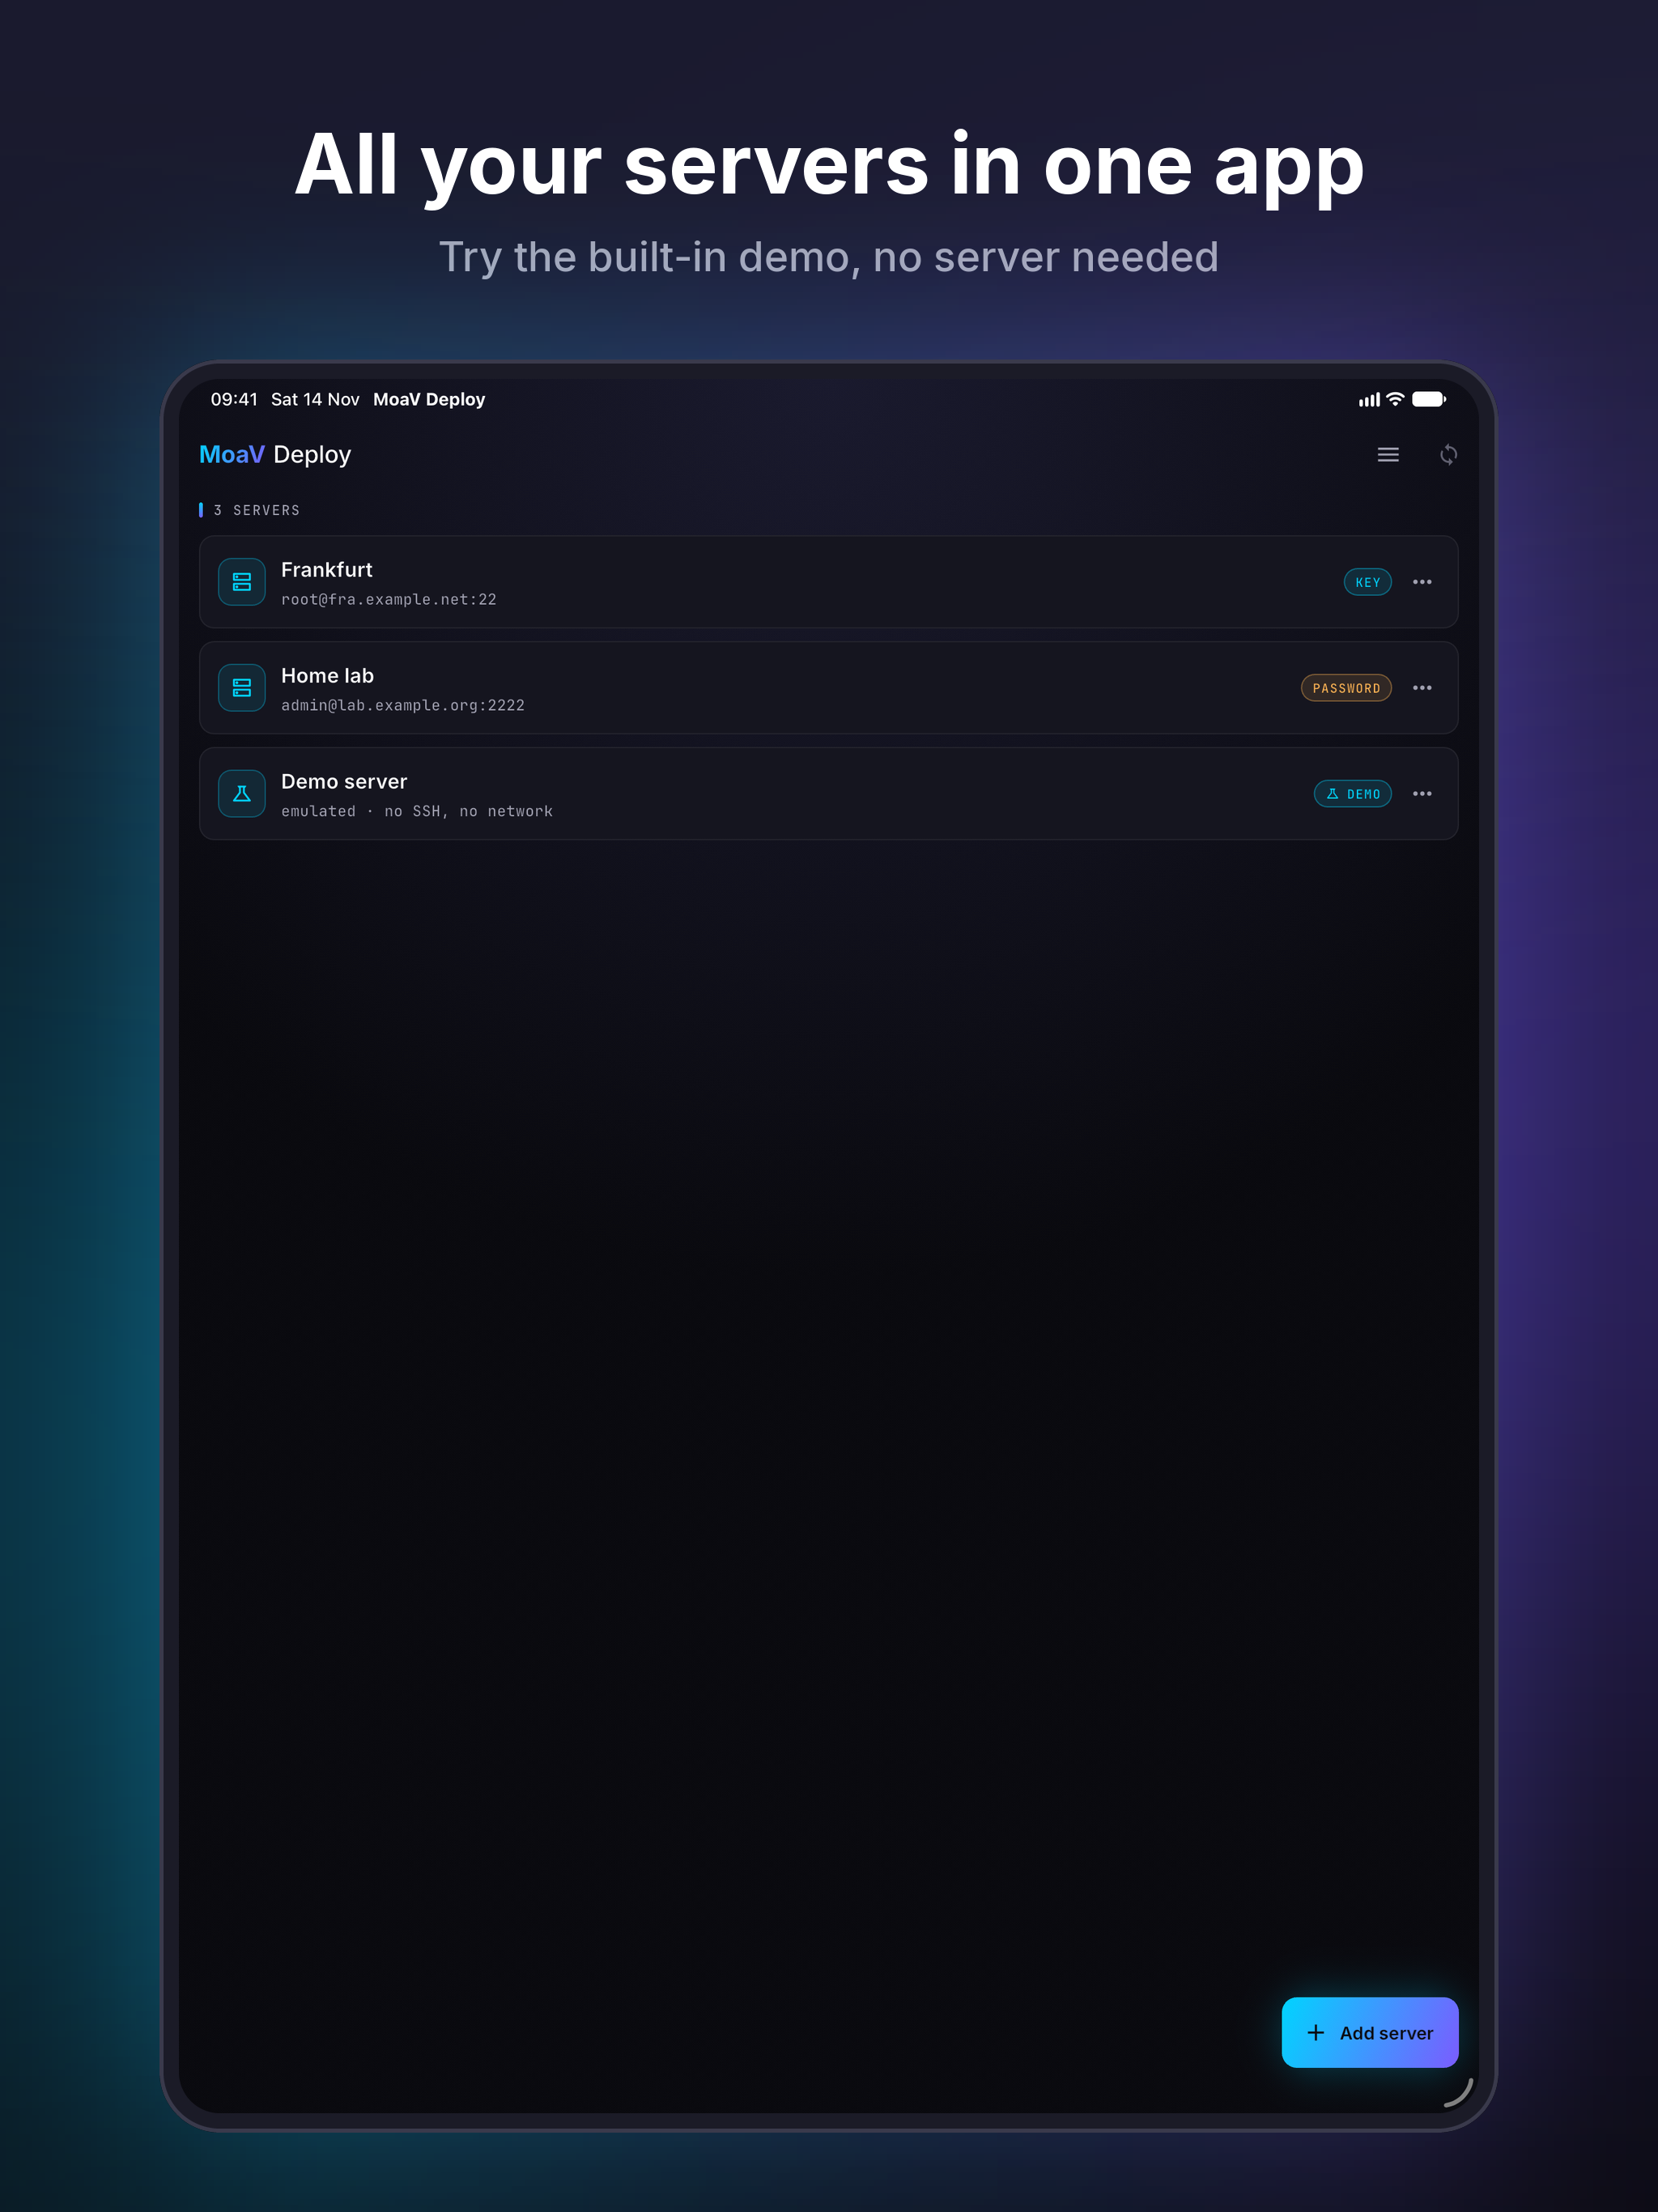 All your servers in one app
Try the built-in demo, no server needed
09:41 Sat 14 Nov MoaV Deploy
MoaV Deploy
3 SERVERS
Frankfurt
root@fra.example.net:22
KEY
Home lab
admin@lab.example.org:2222
PASSWORD
Demo server
emulated · no SSH, no network
DEMO
Add server